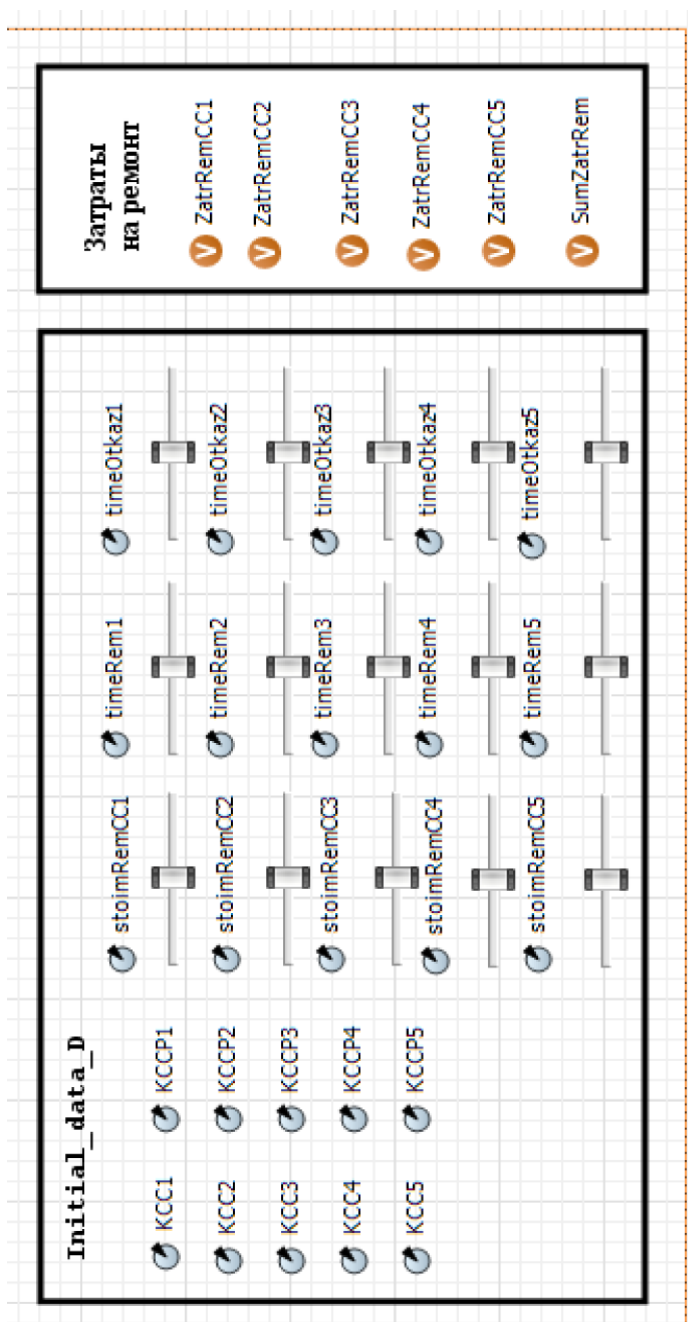 Initial_data_D
KCC1
KCCP1
stoimRemCC1
timeRem1
timeOtkaz1
KCC2
KCCP2
stoimRemCC2
timeRem2
timeOtkaz2
KCC3
KCCP3
stoimRemCC3
timeRem3
timeOtkaz3
KCC4
KCCP4
stoimRemCC4
timeRem4
timeOtkaz4
KCC5
KCCP5
stoimRemCC5
timeRem5
timeOtkaz5
Затраты
на ремонт
V ZatrRemCC1
V ZatrRemCC2
V ZatrRemCC3
V ZatrRemCC4
V ZatrRemCC5
V SumZatrRem